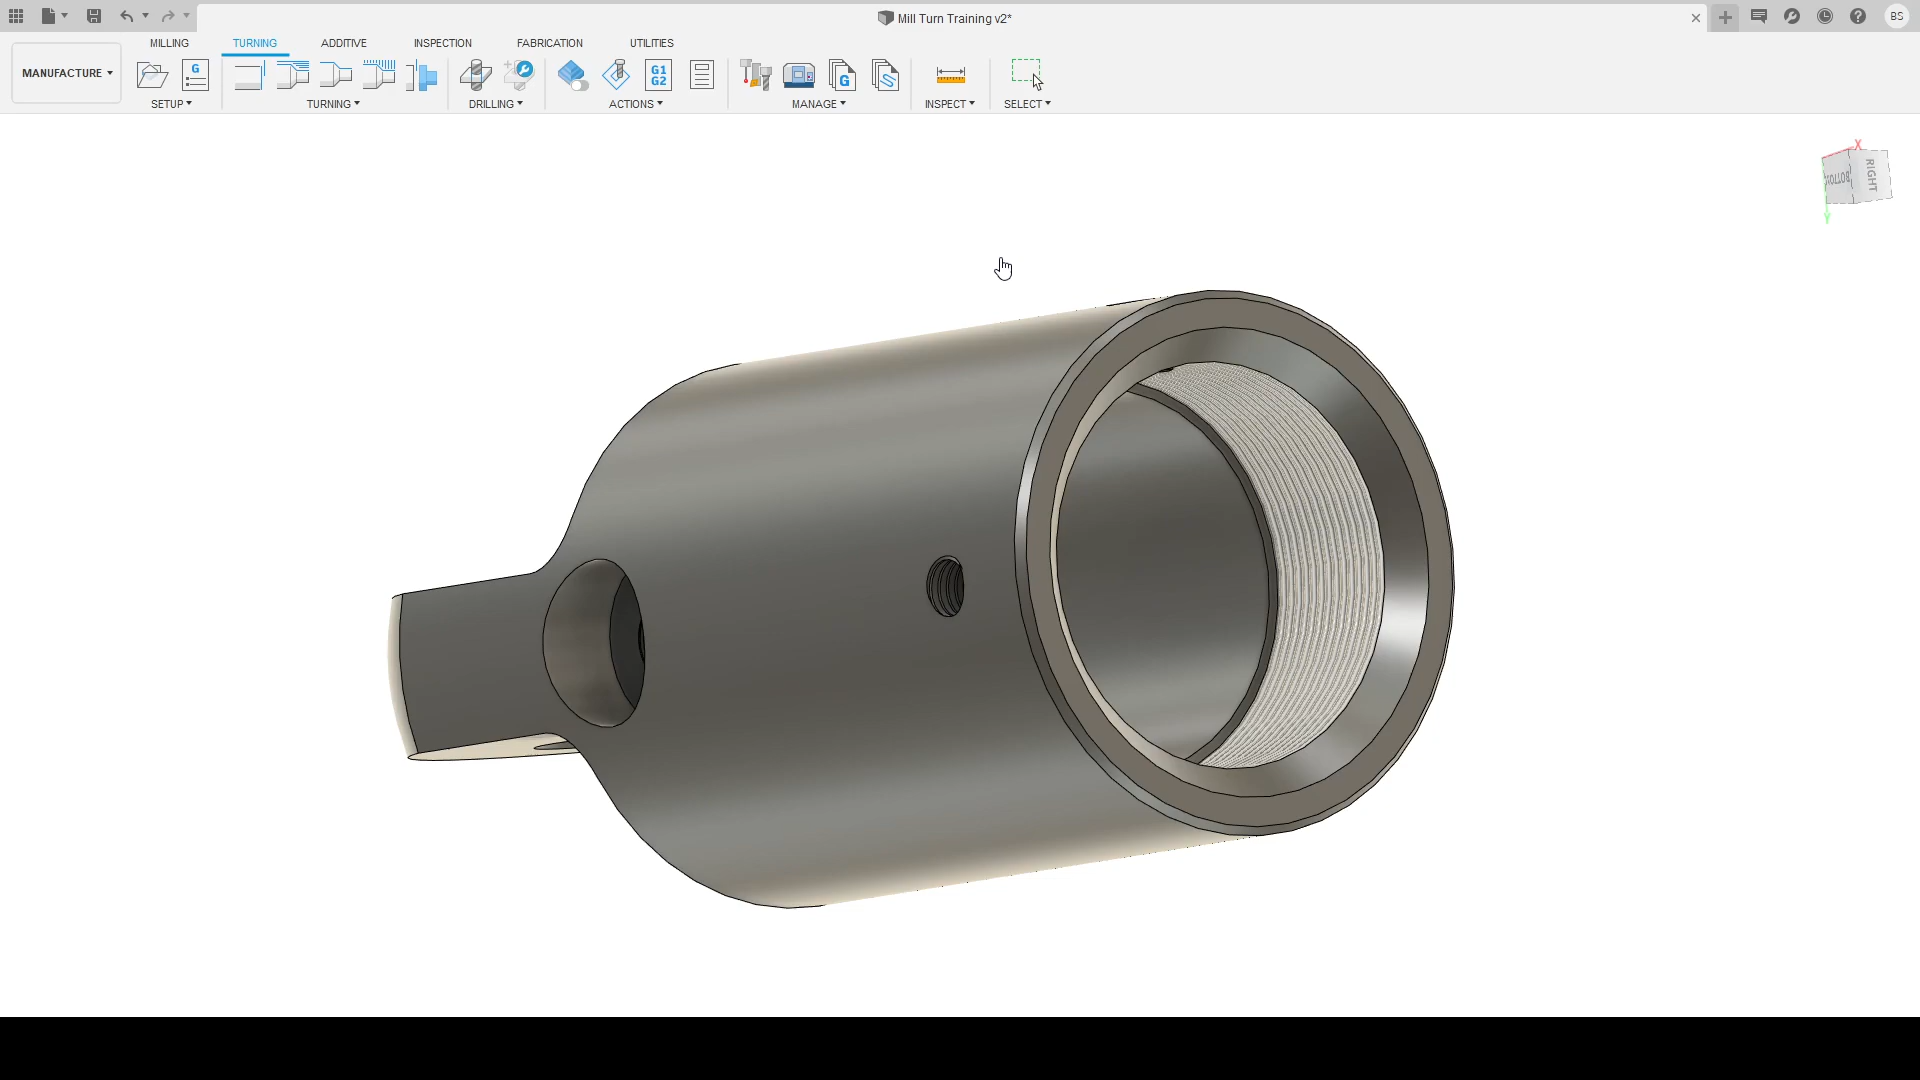 Mill Turn Training v2*
BS
MILLING
TURNING
ADDITIVE
INSPECTION
FABRICATION
UTILITIES
MANUFACTURE
G
G1
G2
G
SETUP
TURNING
DRILLING
ACTIONS
MANAGE
INSPECT
SELECT
X
BOTTOM
RIGHT
Y